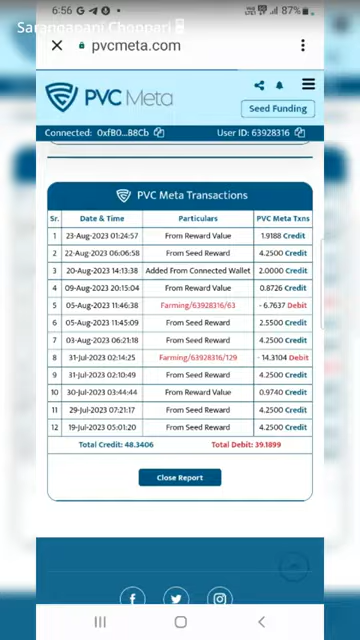 6:56
87%
Sarengapani Choppari
pvcmeta.com
PVC Meta
Seed Funding
Connected: 0xfB0...B8Cb User ID: 63928316
PVC Meta Transactions
Sr. Date & Time Particulars PVC Meta Txns
1 23-Aug-2023 01:24:57 From Reward Value 1.9188 Credit
2 22-Aug-2023 06:06:58 From Seed Reward 4.2500 Credit
3 20-Aug-2023 14:13:38 Added From Connected Wallet 2.0000 Credit
4 09-Aug-2023 20:15:04 From Reward Value 0.8726 Credit
5 05-Aug-2023 11:46:38 Farming/63928316/63 - 6.7637 Debit
6 05-Aug-2023 11:45:09 From Seed Reward 2.5500 Credit
7 03-Aug-2023 06:21:18 From Seed Reward 4.2500 Credit
8 31-Jul-2023 02:14:25 Farming/63928316/129 - 14.3104 Debit
9 31-Jul-2023 02:10:49 From Seed Reward 4.2500 Credit
10 30-Jul-2023 03:44:44 From Reward Value 0.9740 Credit
11 29-Jul-2023 07:21:17 From Seed Reward 4.2500 Credit
12 19-Jul-2023 05:01:20 From Seed Reward 4.2500 Credit
Total Credit: 48.3406 Total Debit: 39.1899
Close Report